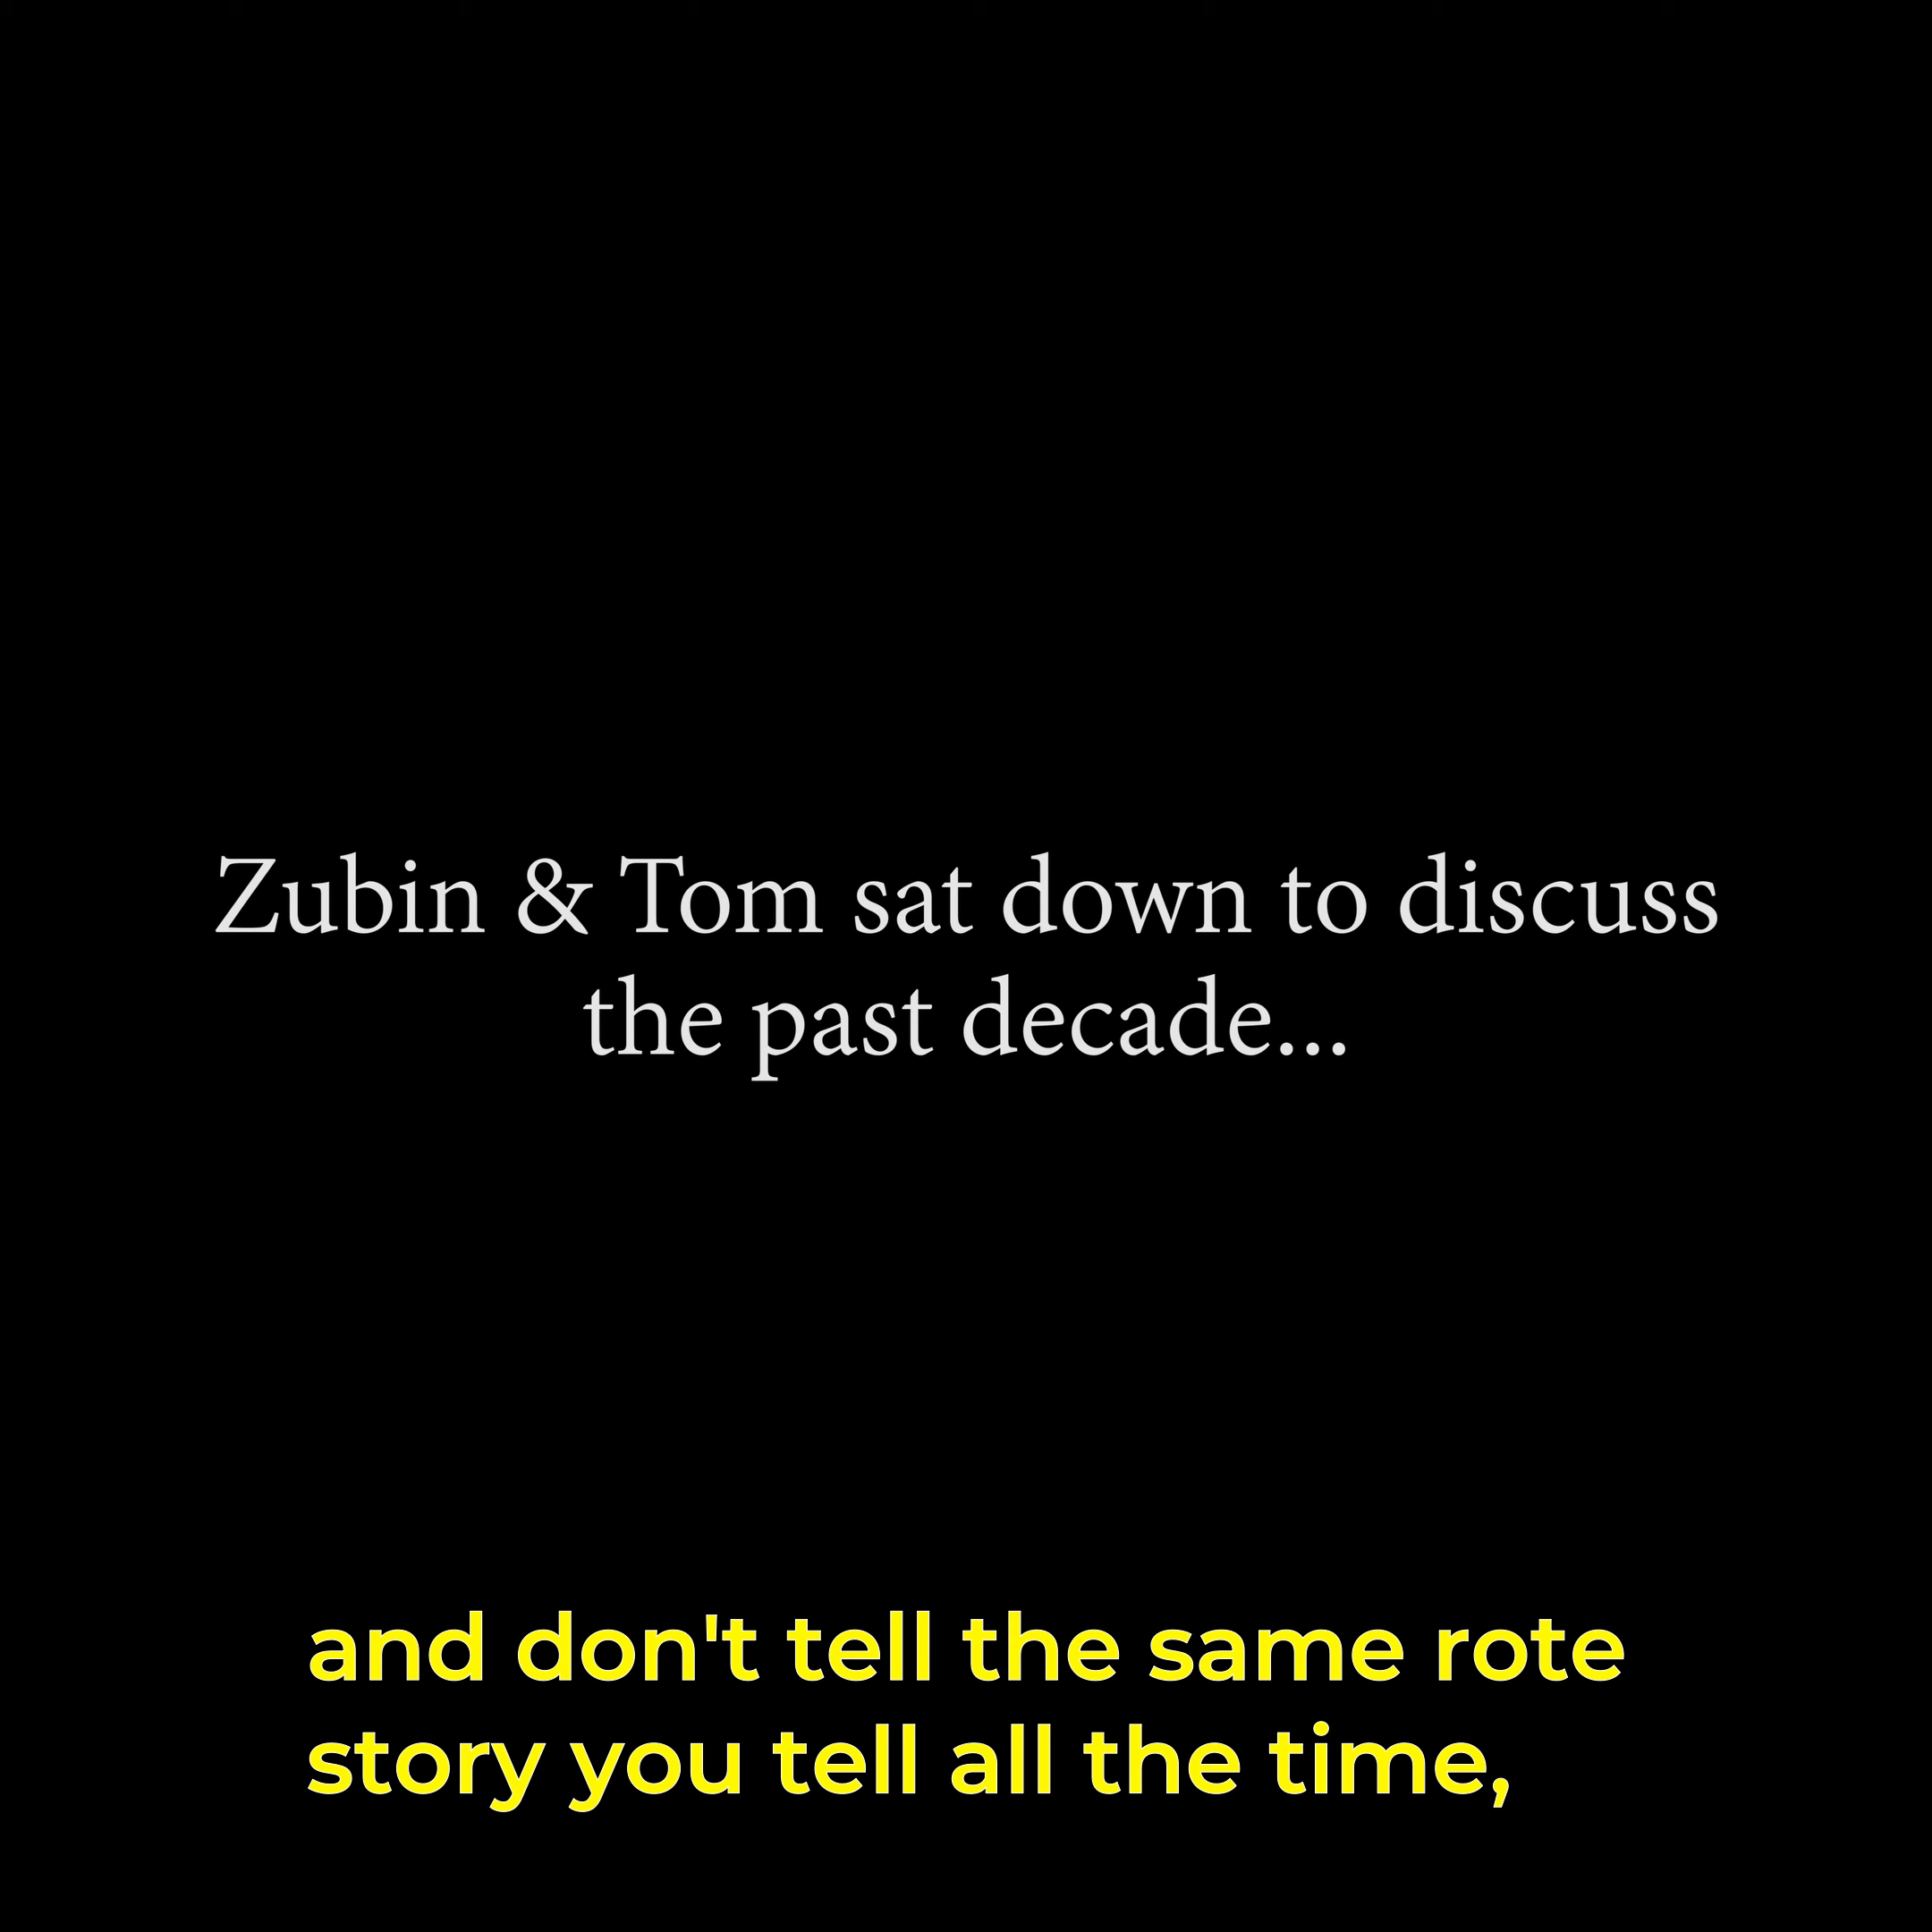 Zubin & Tom sat down to discuss
the past decade...
and don't tell the same rote
story you tell all the time,